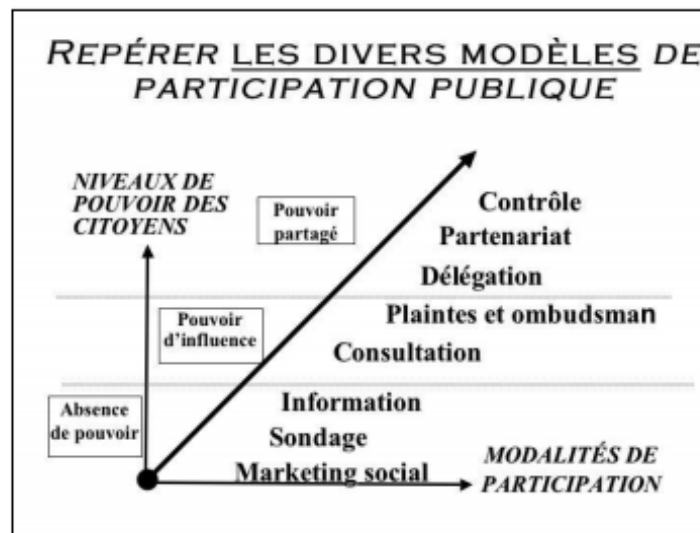 REPÉRER LES DIVERS MODÈLES DE
PARTICIPATION PUBLIQUE
NIVEAUX DE
POUVOIR DES
CITOYENS
Pouvoir
partagé
Contrôle
Partenariat
Délégation
Pouvoir
d'influence
Plaintes et ombudsman
Consultation
Absence
de pouvoir
Information
Sondage
Marketing social
MODALITÉS DE
PARTICIPATION